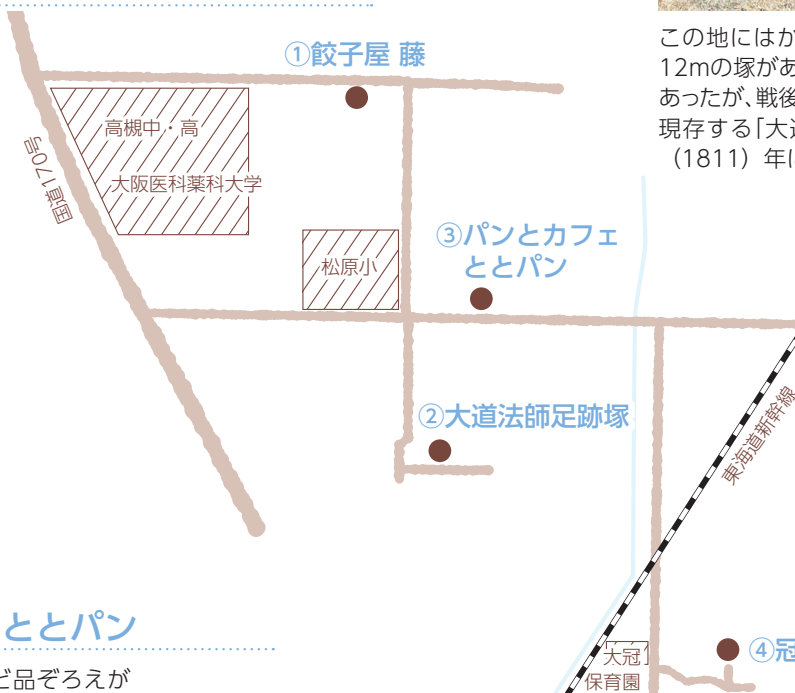 この地にはか
12mの塚があ
あったが、戦後
現存する「大道
（1811）年に
①餃子屋 藤
高槻中・高
大阪医科薬科大学
国道170号
③パンとカフェ
ととパン
松原小
②大道法師足跡塚
東海道新幹線
ととパン
ど品ぞろえが
大冠
保育園
④冠